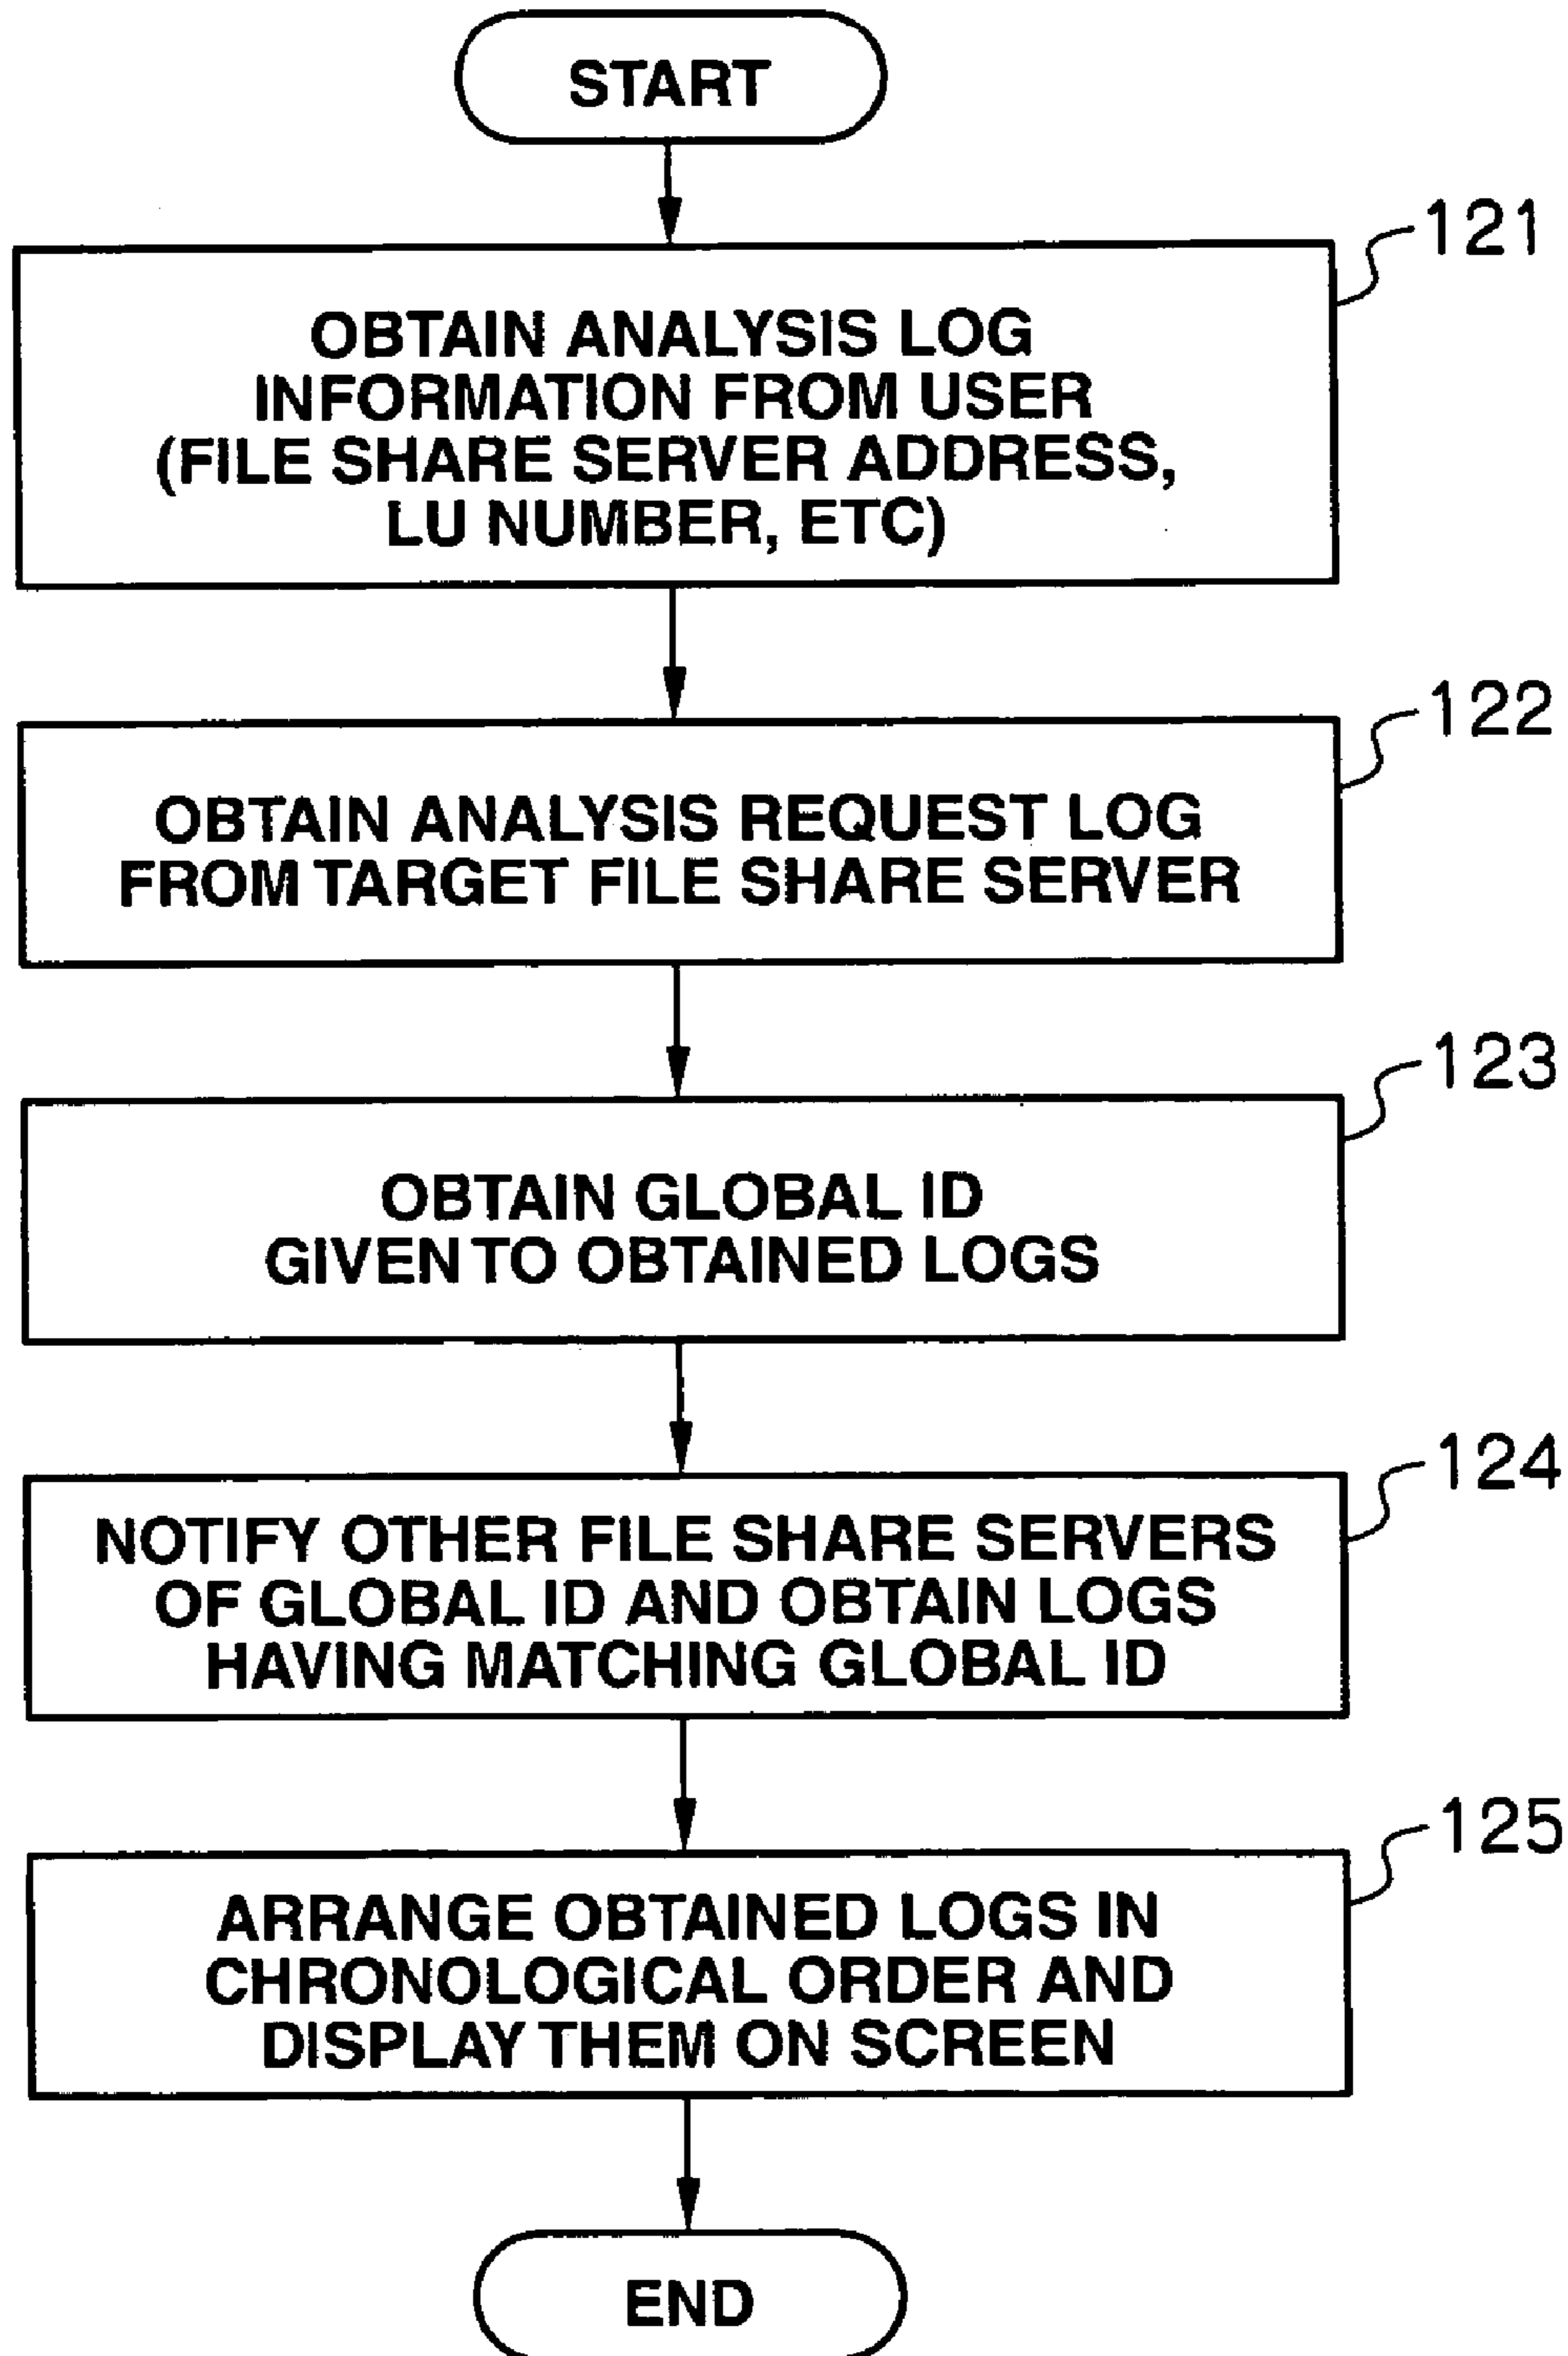 START
121
OBTAIN ANALYSIS LOG
INFORMATION FROM USER
(FILE SHARE SERVER ADDRESS,
LU NUMBER, ETC)
122
OBTAIN ANALYSIS REQUEST LOG
FROM TARGET FILE SHARE SERVER
123
OBTAIN GLOBAL ID
GIVEN TO OBTAINED LOGS
124
NOTIFY OTHER FILE SHARE SERVERS
OF GLOBAL ID AND OBTAIN LOGS
HAVING MATCHING GLOBAL ID
125
ARRANGE OBTAINED LOGS IN
CHRONOLOGICAL ORDER AND
DISPLAY THEM ON SCREEN
END